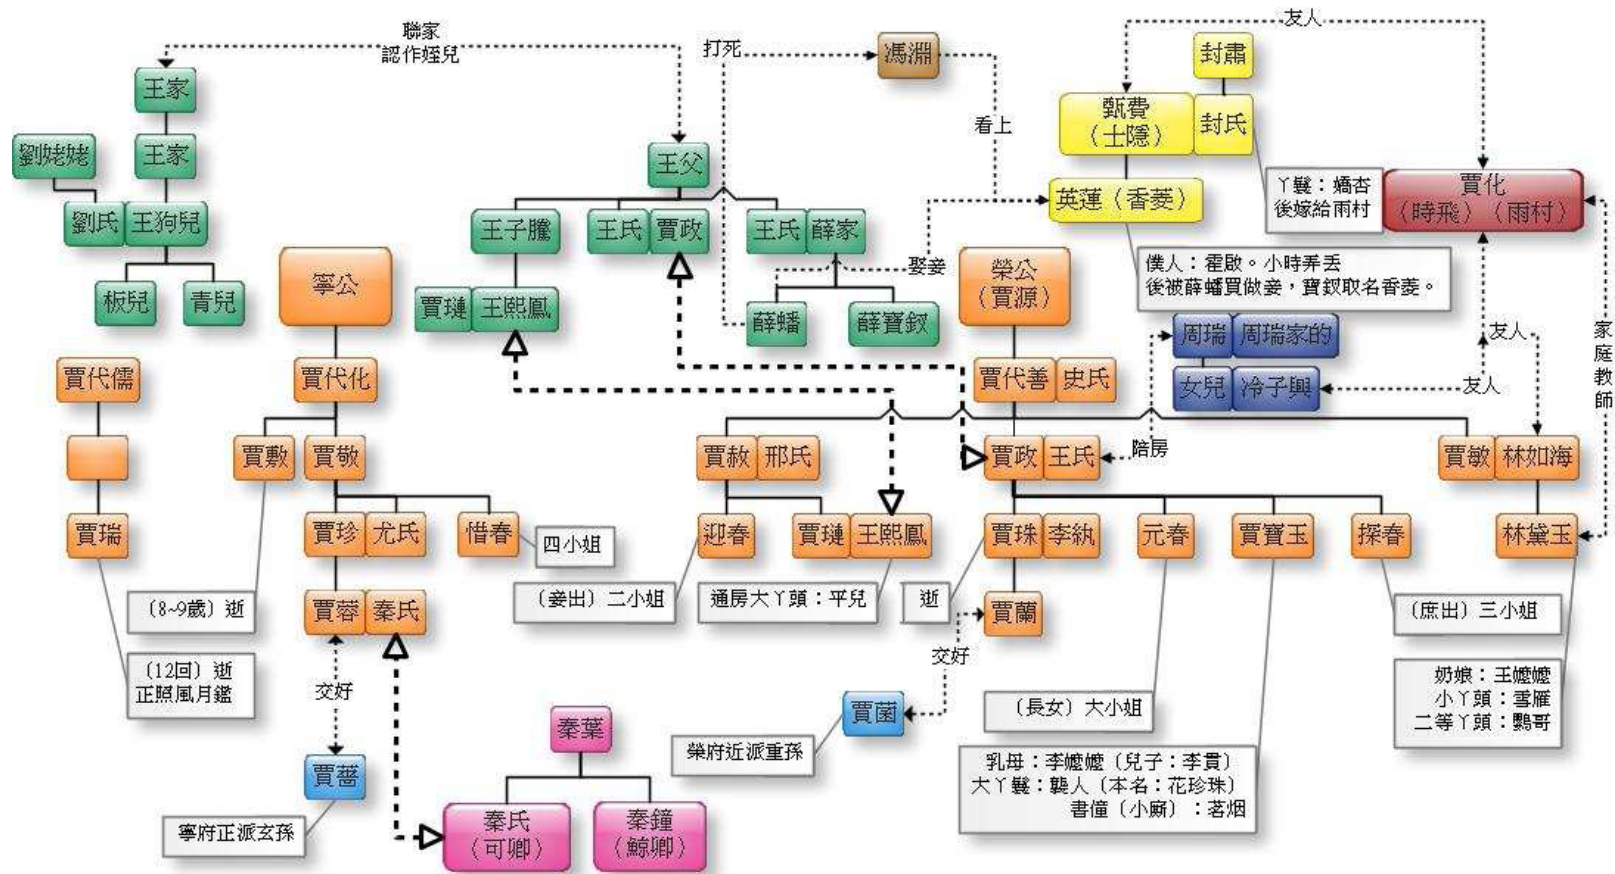 聯家
認作姪兒
打死
馮淵
友人
封肅
王家
甄費
（士隱）
封氏
看上
劉姥姥
王家
王父
丫鬟：嬌杏
後嫁給雨村
賈化
（時飛）（雨村）
英蓮（香菱）
劉氏
王狗兒
王子騰
王氏
賈政
王氏
薛家
娶妾
僕人：霍啟。小時弄丟
後被薛蟠買做妾，寶釵取名香菱。
寧公
榮公
（賈源）
板兒
青兒
賈璉
王熙鳳
薛蟠
薛寶釵
周瑞
周瑞家的
友人
家庭教師
賈代儒
賈代化
賈代善
史氏
女兒
冷子興
友人
賈敷
賈敬
賈赦
邢氏
賈政
王氏
陪房
賈敏
林如海
賈瑞
賈珍
尤氏
惜春
四小姐
迎春
賈璉
王熙鳳
賈珠
李紈
元春
賈寶玉
探春
林黛玉
（8~9歲）逝
賈蓉
秦氏
（妾出）二小姐
通房大丫頭：平兒
逝
賈蘭
（庶出）三小姐
（12回）逝
正照風月鑑
交好
交好
奶娘：王嬤嬤
小丫頭：雪雁
二等丫頭：鸚哥
賈薔
秦葉
賈菌
榮府近派重孫
（長女）大小姐
乳母：李嬤嬤（兒子：李貴）
大丫鬟：襲人（本名：花珍珠）
書僮（小廝）：茗烟
寧府正派玄孫
秦氏
（可卿）
秦鐘
（鯨卿）